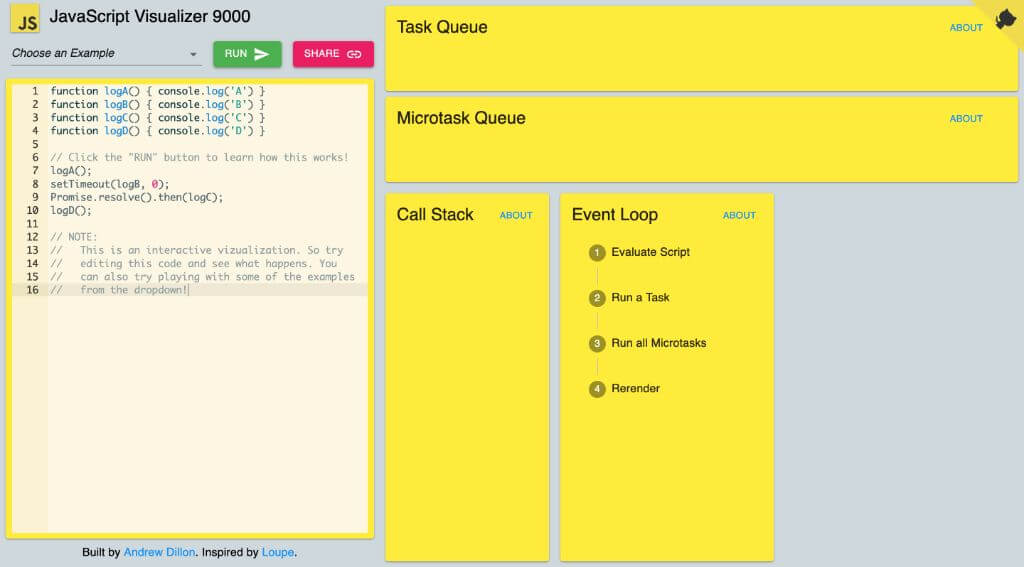 JS
JavaScript Visualizer 9000
Choose an Example
RUN
SHARE
1 function logA() { console.log('A') }
2 function logB() { console.log('B') }
3 function logC() { console.log('C') }
4 function logD() { console.log('D') }
5
6 // Click the "RUN" button to learn how this works!
7 logA();
8 setTimeout(logB, 0);
9 Promise.resolve().then(logC);
10 logD();
11
12 // NOTE:
13 //   This is an interactive vizualization. So try
14 //   editing this code and see what happens. You
15 //   can also try playing with some of the examples
16 //   from the dropdown!
Built by Andrew Dillon. Inspired by Loupe.
Task Queue
ABOUT
Microtask Queue
ABOUT
Call Stack
ABOUT
Event Loop
ABOUT
1 Evaluate Script
2 Run a Task
3 Run all Microtasks
4 Rerender